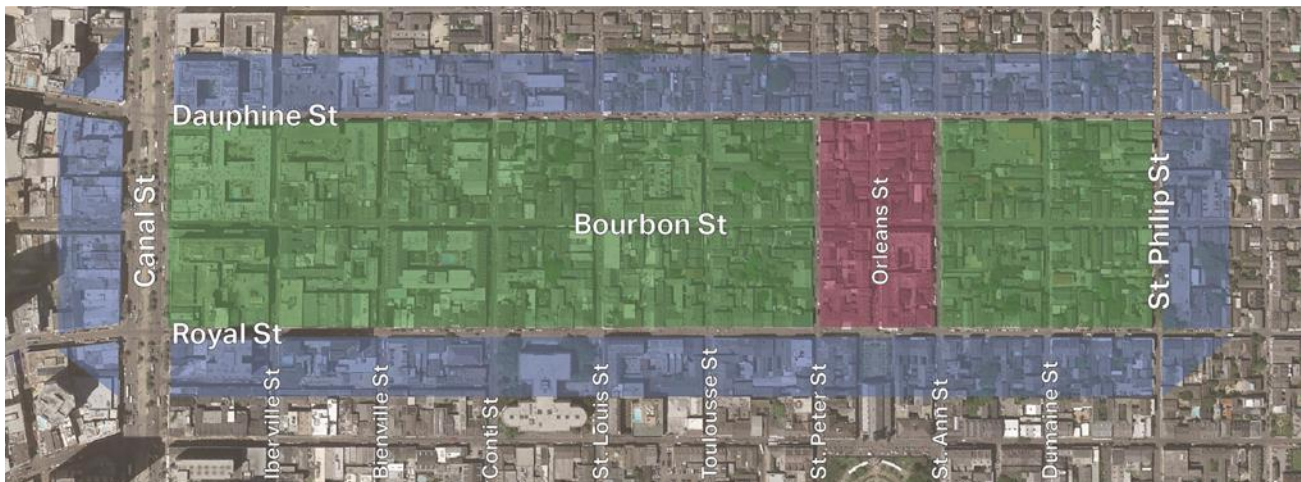 Dauphine St
Canal St
Bourbon St
Orleans St
St. Philip St
Royal St
Iberville St
Bienville St
Conti St
St. Louis St
Toulousse St
St. Peter St
St. Ann St
Dumaine St